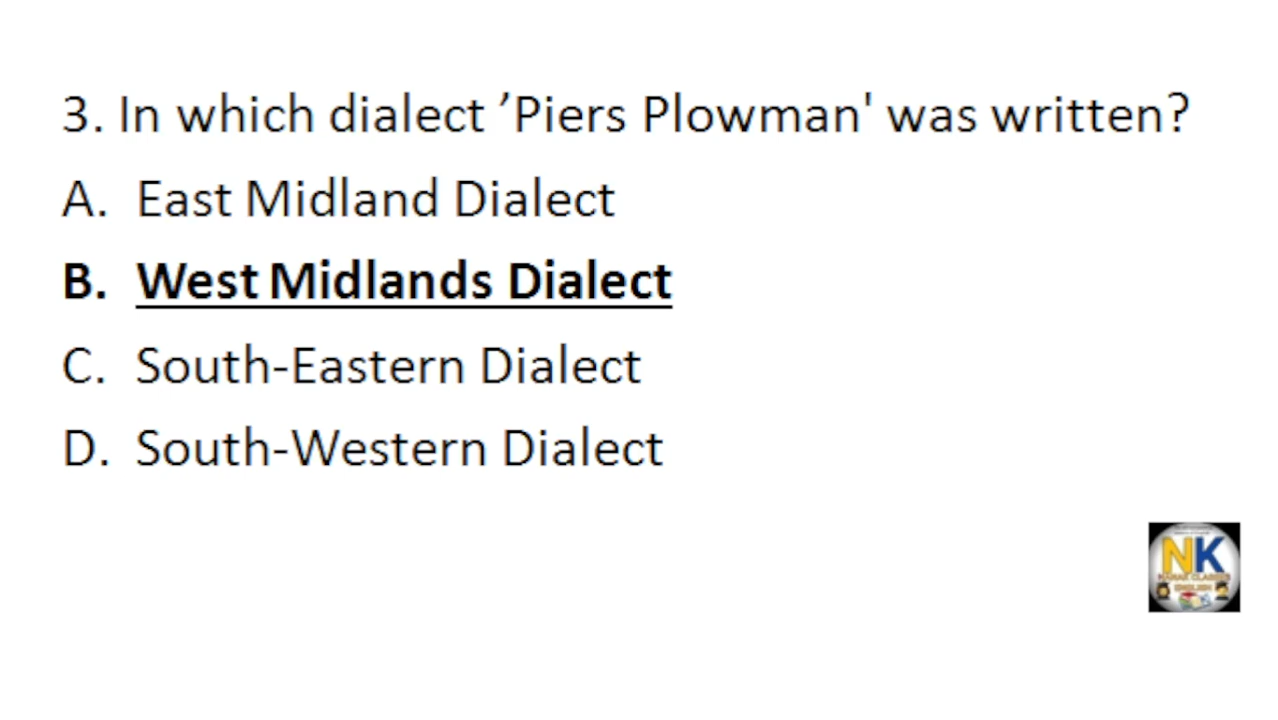 3. In which dialect ’Piers Plowman' was written?
A. East Midland Dialect
B. West Midlands Dialect
C. South-Eastern Dialect
D. South-Western Dialect
NK